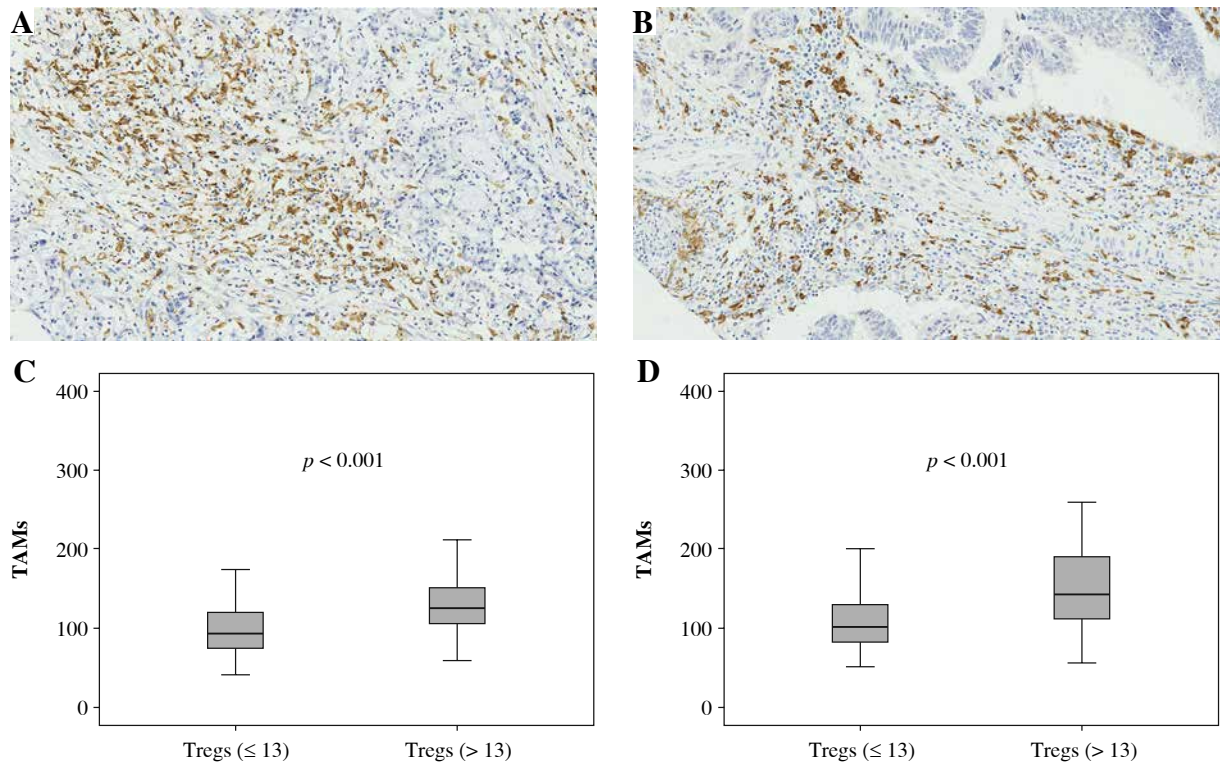 A
B
C
400
300
200
100
0
TAMs
p < 0.001
Tregs (≤ 13)
Tregs (> 13)
D
400
300
200
100
0
TAMs
p < 0.001
Tregs (≤ 13)
Tregs (> 13)